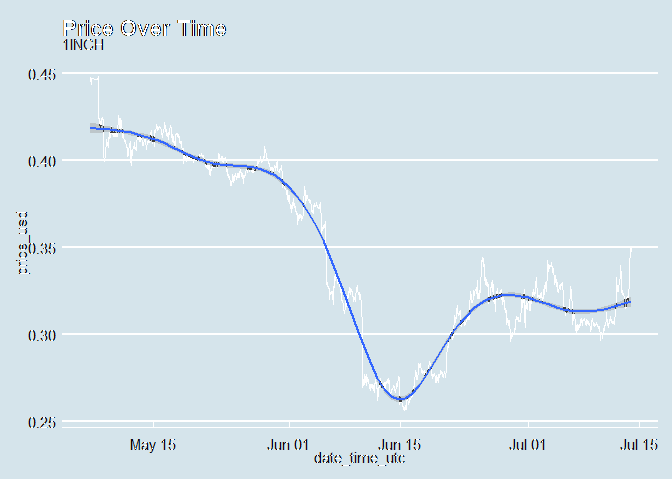 Price Over Time
1INCH
0.45
0.40
0.35
0.30
0.25
price_usd
May 15
Jun 01
Jun 15
Jul 01
Jul 15
date_time_utc